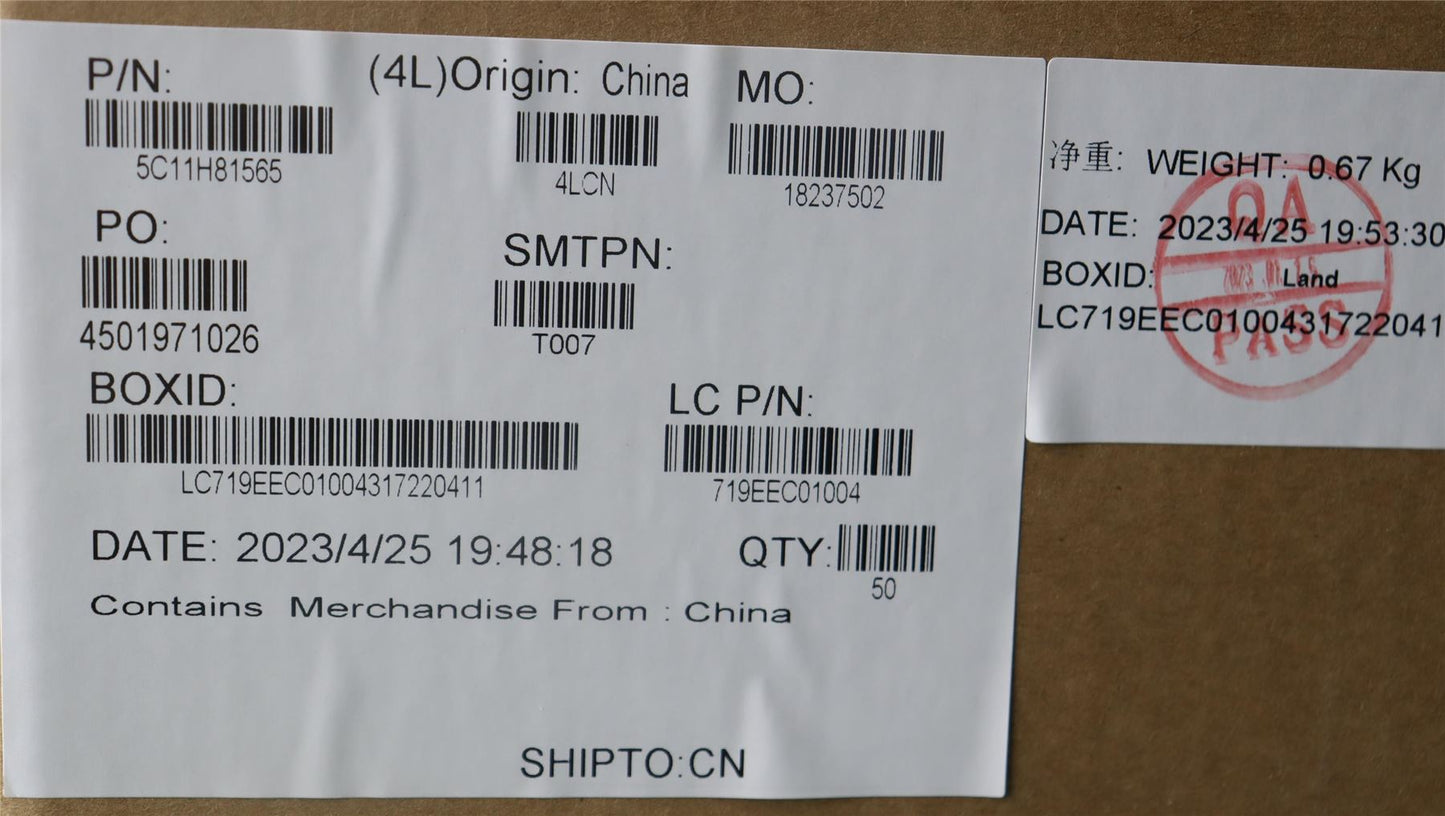 P/N:
5C11H81565
(4L)Origin: China
4LCN
MO:
18237502
PO:
4501971026
SMTPN:
T007
BOXID:
LC719EEC01004317220411
LC P/N:
719EEC01004
DATE: 2023/4/25 19:48:18
QTY:
50
Contains Merchandise From : China
SHIPTO:CN
净重: WEIGHT: 0.67 Kg
DATE: 2023/4/25 19:53:30
BOXID: Land
LC719EEC0100431722041
QA
PASS